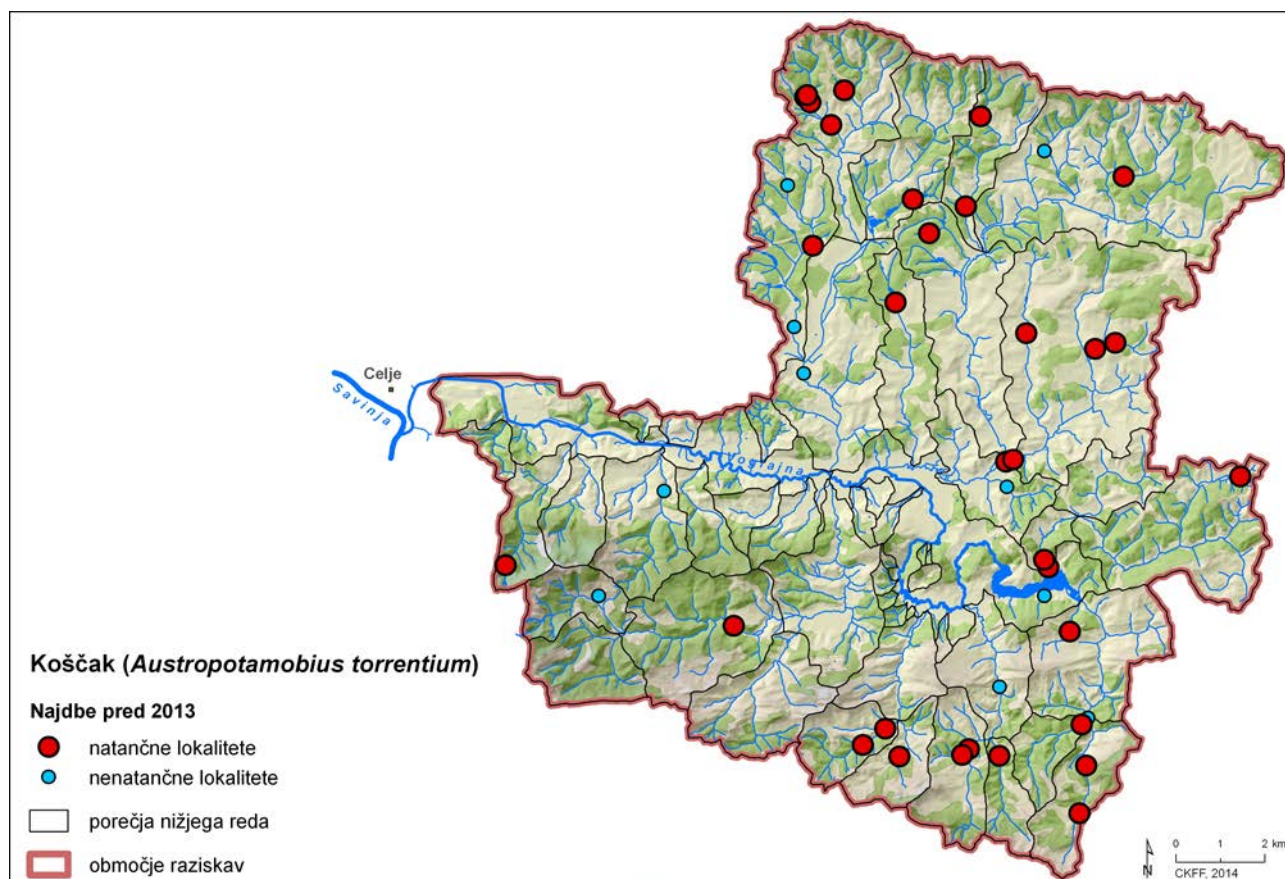 Celje
Savinja
Voglajna
Koščak (Austropotamobius torrentium)
Najdbe pred 2013
natančne lokalitete
nenatančne lokalitete
porečja nižjega reda
območje raziskav
N
0 1 2 km
CKFF, 2014